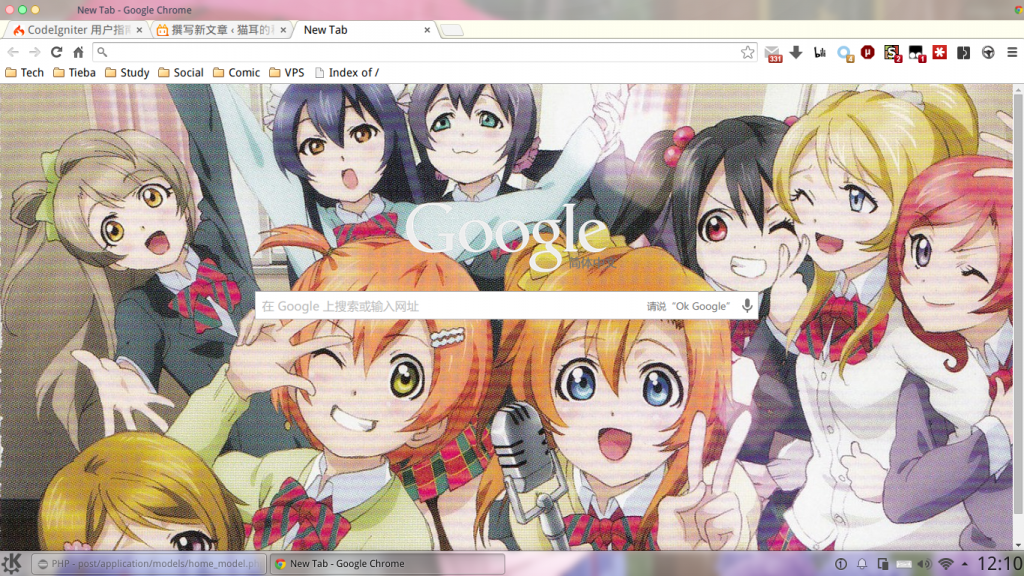 New Tab - Google Chrome
CodeIgniter 用户指
撰写新文章 ‹ 猫耳的
New Tab
331
4
2
1
Tech
Tieba
Study
Social
Comic
VPS
Index of /
Google
简体中文
在 Google 上搜索或输入网址
请说 "Ok Google"
PHP - post/application/models/home_model.p
New Tab - Google Chrome
12:10